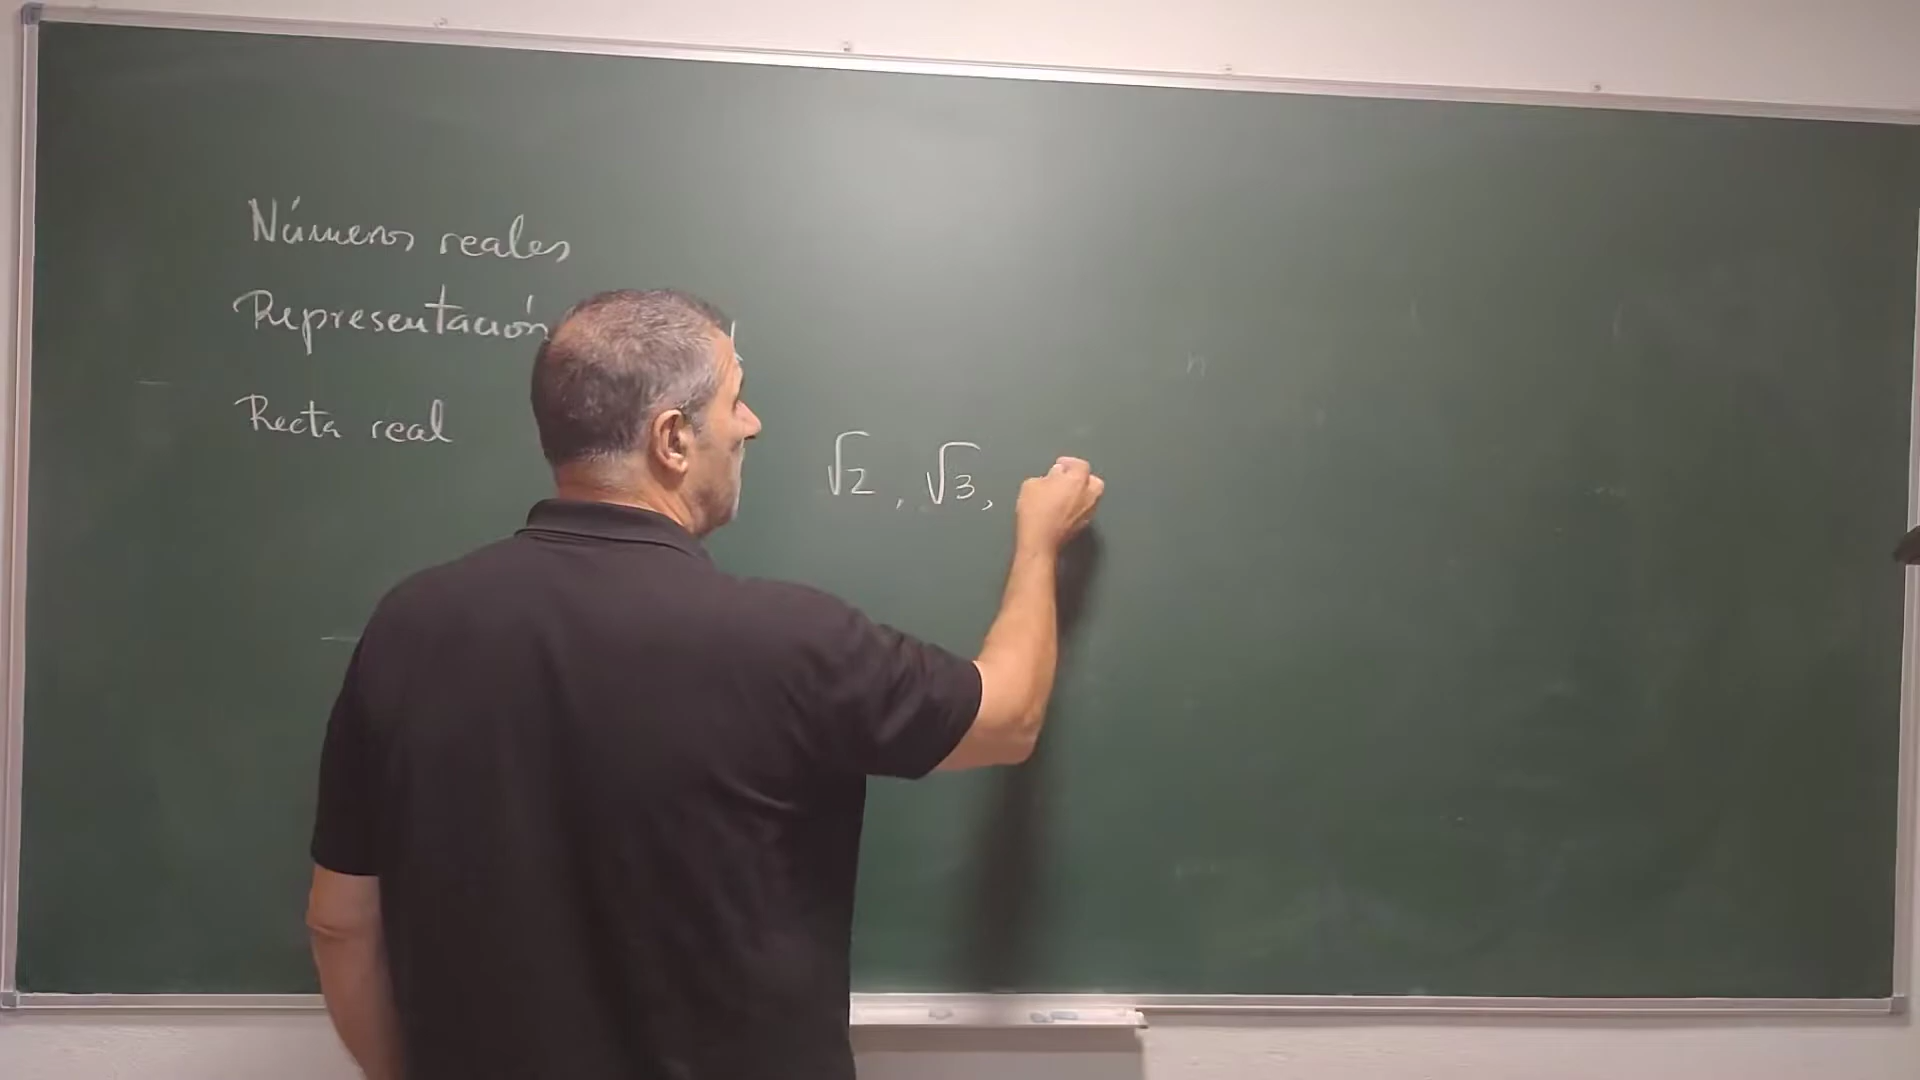 Números reales
Representación
Recta real
√2, √3,